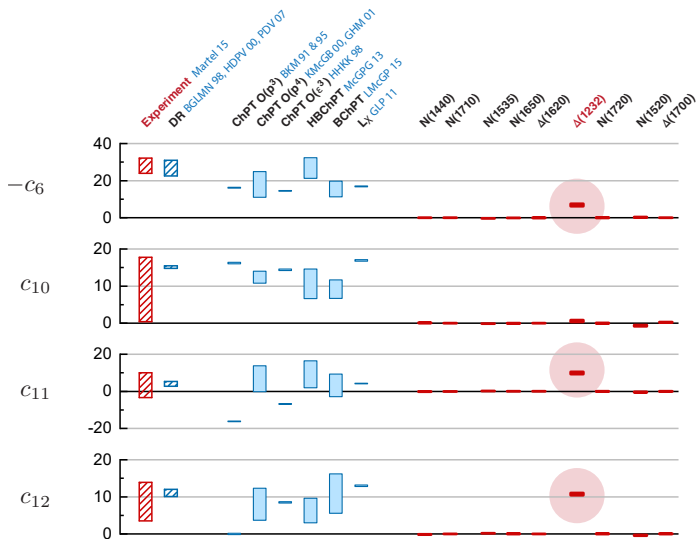 Experiment Martel 15
DR BGLMN 98, HDPV 00, PDV 07
ChPT O(p³) BKM 91 & 95
ChPT O(p⁴) KMcGB 00, GHM 01
ChPT O(ε³) HHKK 98
HBChPT McGPG 13
BChPT LMcGP 15
Lχ GLP 11
N(1440)
N(1710)
N(1535)
N(1650)
Δ(1620)
Δ(1232)
N(1720)
N(1520)
Δ(1700)
−c₆
40
20
0
c₁₀
20
10
0
c₁₁
20
0
-20
c₁₂
20
10
0